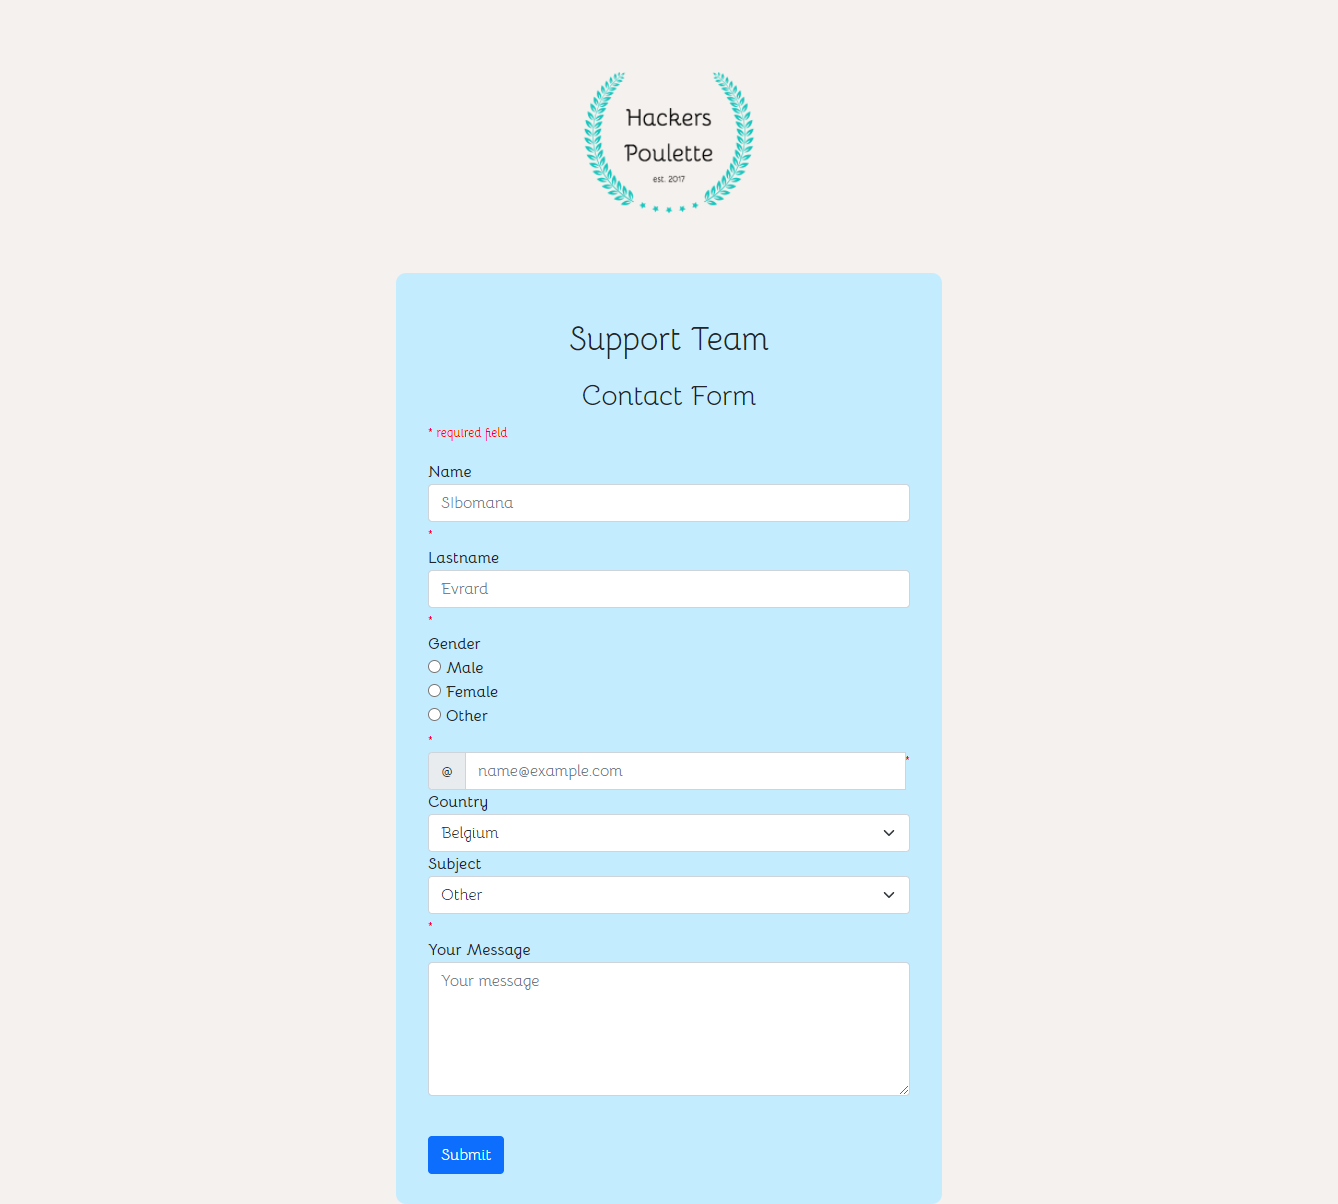 Hackers
Poulette
est. 2017
Support Team
Contact Form
* required field
Name
SIbomana
*
Lastname
Evrard
*
Gender
Male
Female
Other
*
@ name@example.com *
Country
Belgium
Subject
Other
*
Your Message
Your message
Submit